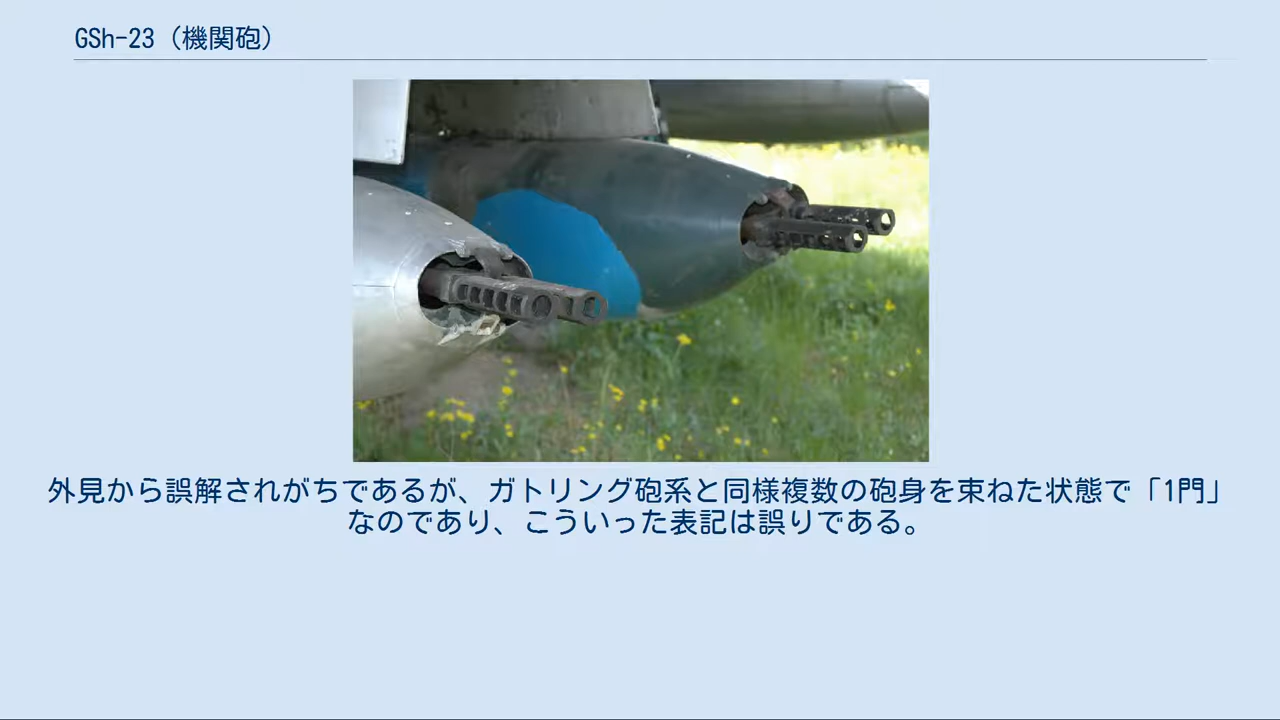 GSh-23（機関砲）
外見から誤解されがちであるが、ガトリング砲系と同様複数の砲身を束ねた状態で「1門」
なのであり、こういった表記は誤りである。